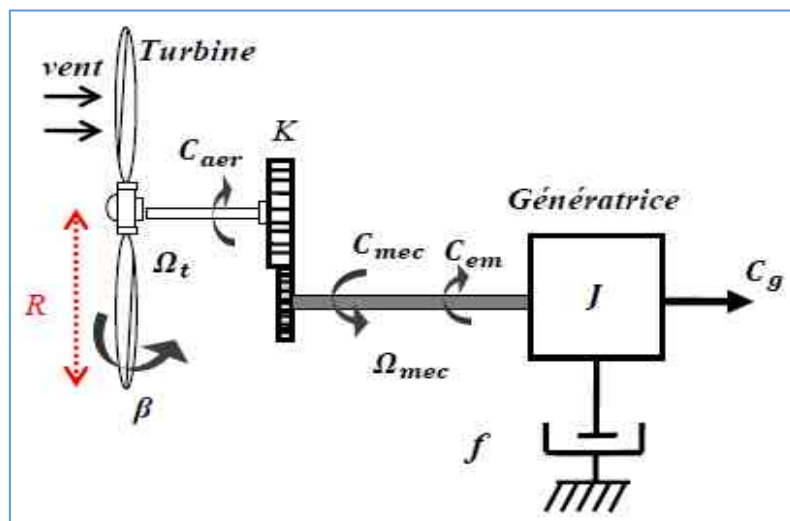 Turbine
vent
K
C_aer
Génératrice
C_mec
C_em
C_g
Ω_t
J
R
Ω_mec
β
f